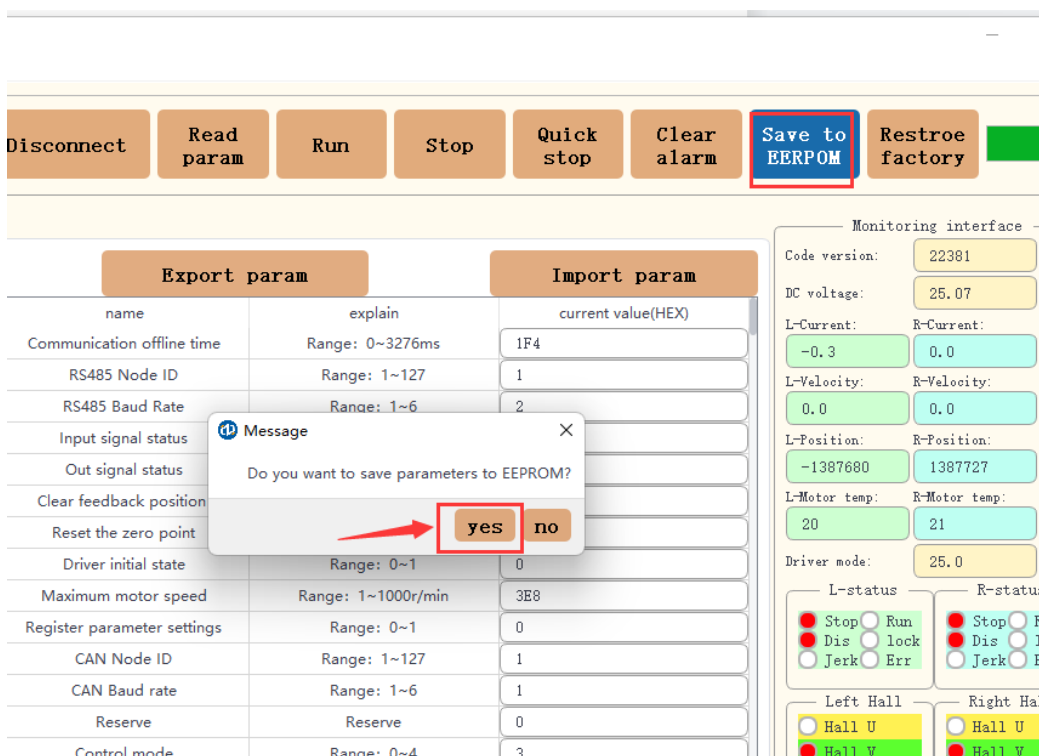 Disconnect
Read param
Run
Stop
Quick stop
Clear alarm
Save to EERPOM
Restroe factory
Monitoring interface
Export param
Import param
name explain current value(HEX)
Communication offline time Range: 0~3276ms 1F4
RS485 Node ID Range: 1~127 1
RS485 Baud Rate Range: 1~6 2
Input signal status
Out signal status
Clear feedback position
Reset the zero point
Driver initial state Range: 0~1 0
Maximum motor speed Range: 1~1000r/min 3E8
Register parameter settings Range: 0~1 0
CAN Node ID Range: 1~127 1
CAN Baud rate Range: 1~6 1
Reserve Reserve 0
Control mode Range: 0~4 3
Message
Do you want to save parameters to EEPROM?
yes no
Code version: 22381
DC voltage: 25.07
L-Current: R-Current:
-0.3 0.0
L-Velocity: R-Velocity:
0.0 0.0
L-Position: R-Position:
-1387680 1387727
L-Motor temp: R-Motor temp:
20 21
Driver mode: 25.0
L-status R-statu
Stop Run Stop
Dis lock Dis
Jerk Err Jerk
Left Hall Right Ha
Hall U Hall U
Hall V Hall V